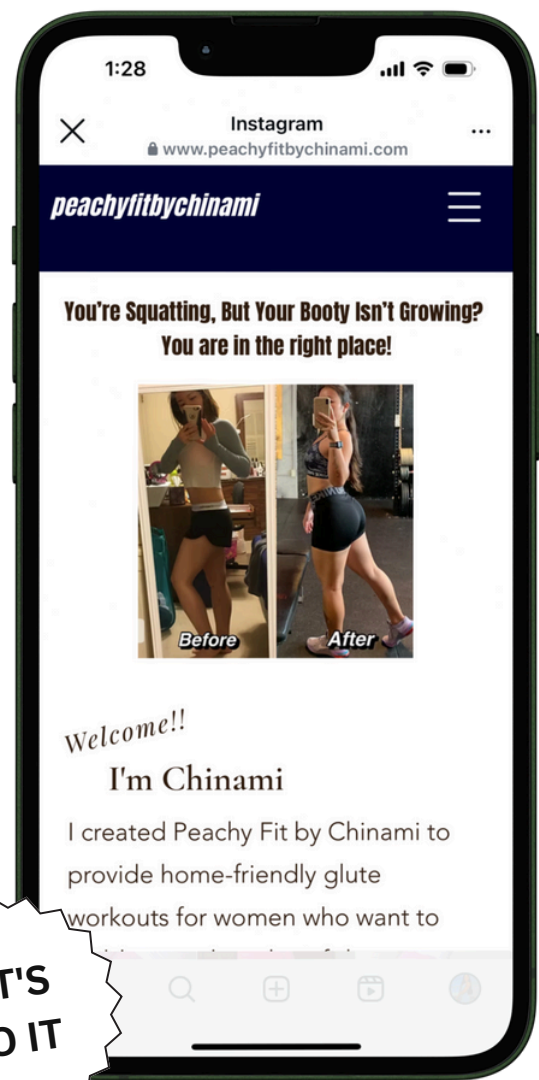 1:28
Instagram
www.peachyfitbychinami.com
peachyfitbychinami
You're Squatting, But Your Booty Isn't Growing?
You are in the right place!
Before
After
Welcome!!
I'm Chinami
I created Peachy Fit by Chinami to
provide home-friendly glute
workouts for women who want to
T'S
O IT